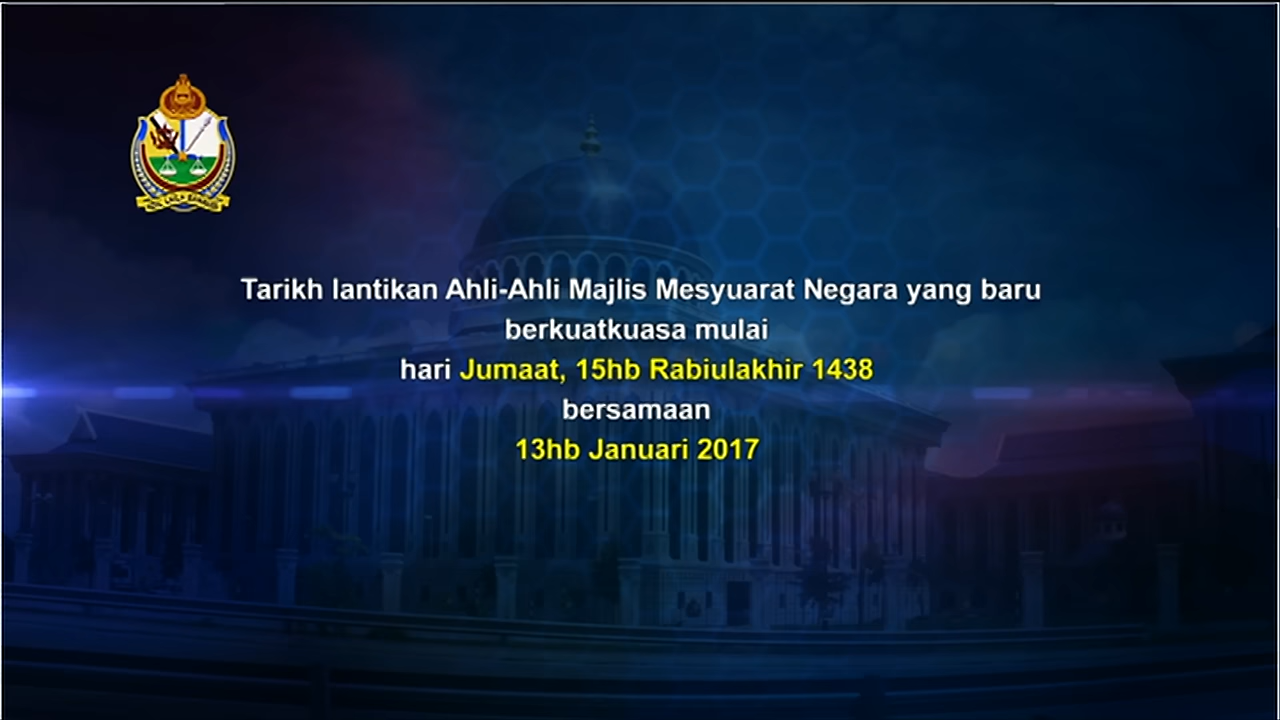 Tarikh lantikan Ahli-Ahli Majlis Mesyuarat Negara yang baru
berkuatkuasa mulai
hari Jumaat, 15hb Rabiulakhir 1438
bersamaan
13hb Januari 2017